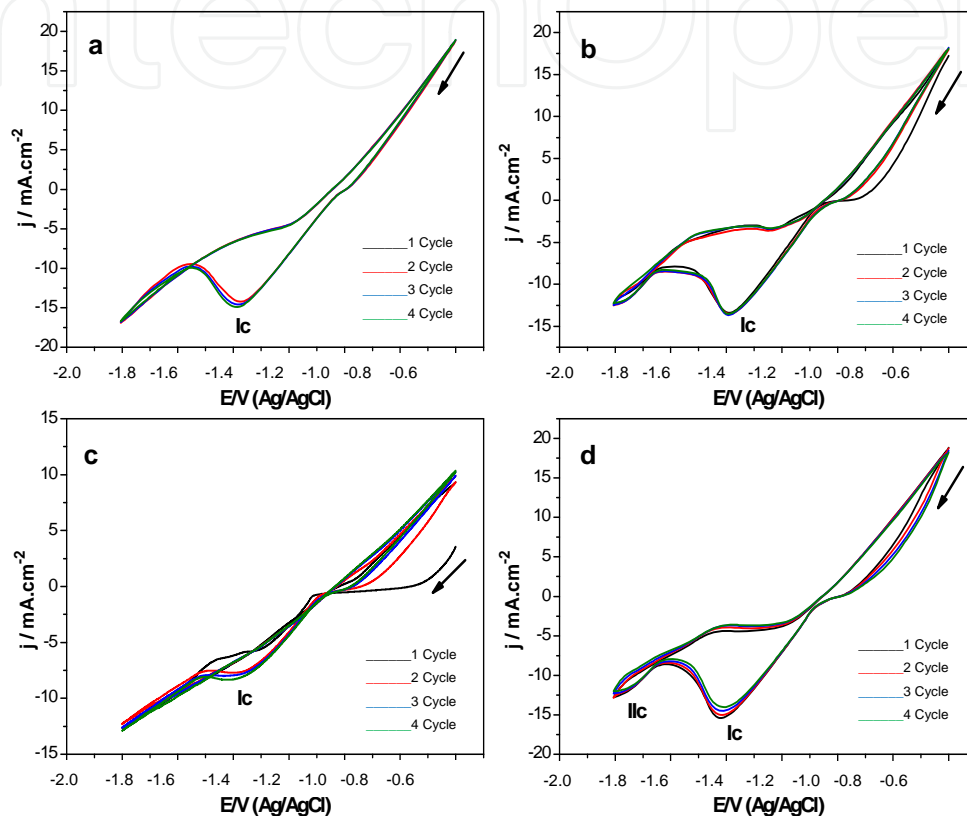 ntechOpe
a
20
15
10
5
0
-5
-10
-15
-20
j / mA.cm-2
Ic
1 Cycle
2 Cycle
3 Cycle
4 Cycle
-2.0 -1.8 -1.6 -1.4 -1.2 -1.0 -0.8 -0.6
E/V (Ag/AgCl)
b
20
15
10
5
0
-5
-10
-15
j / mA.cm-2
Ic
1 Cycle
2 Cycle
3 Cycle
4 Cycle
-2.0 -1.8 -1.6 -1.4 -1.2 -1.0 -0.8 -0.6
E/V (Ag/AgCl)
c
15
10
5
0
-5
-10
-15
j / mA.cm-2
Ic
1 Cycle
2 Cycle
3 Cycle
4 Cycle
-2.0 -1.8 -1.6 -1.4 -1.2 -1.0 -0.8 -0.6
E/V (Ag/AgCl)
d
20
15
10
5
0
-5
-10
-15
-20
j / mA.cm-2
IIc
Ic
1 Cycle
2 Cycle
3 Cycle
4 Cycle
-2.0 -1.8 -1.6 -1.4 -1.2 -1.0 -0.8 -0.6
E/V (Ag/AgCl)